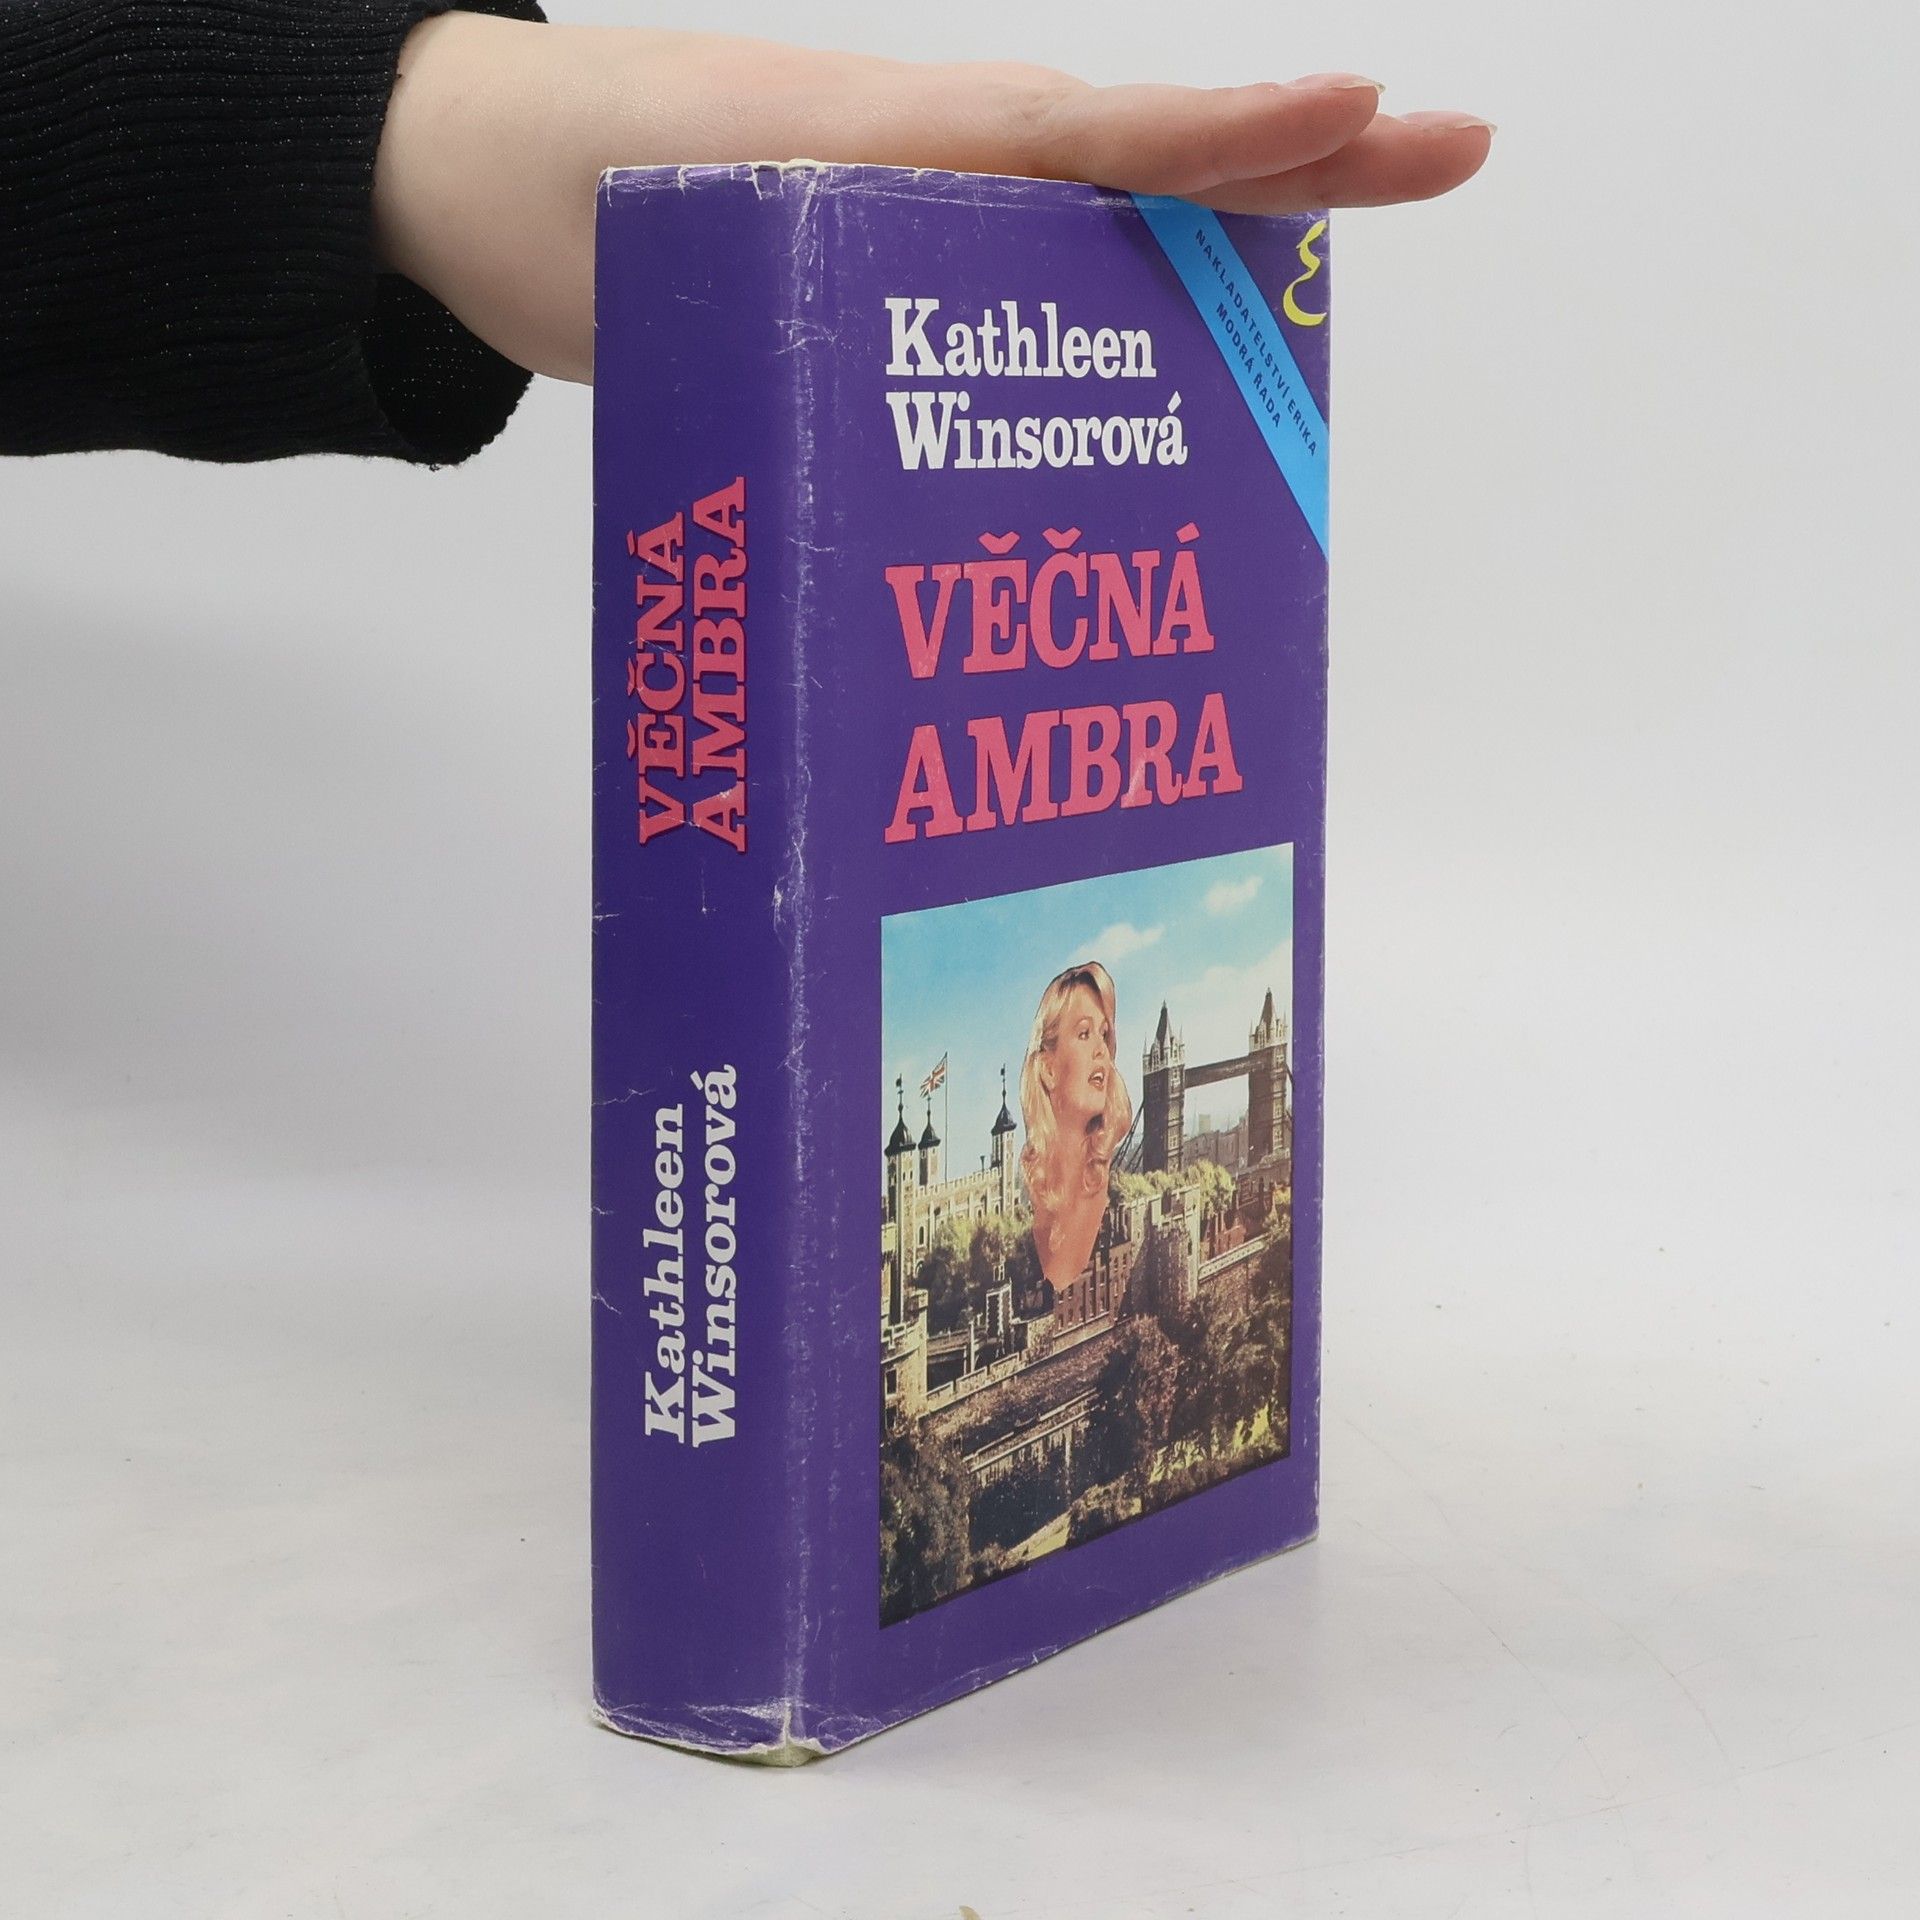 VĚČNÁ
AMBRA
Kathleen
Winsorová
Kathleen
Winsorová
VĚČNÁ
AMBRA
NAKLADATELSTVÍ ERIKA
MODRÁ ŘADA